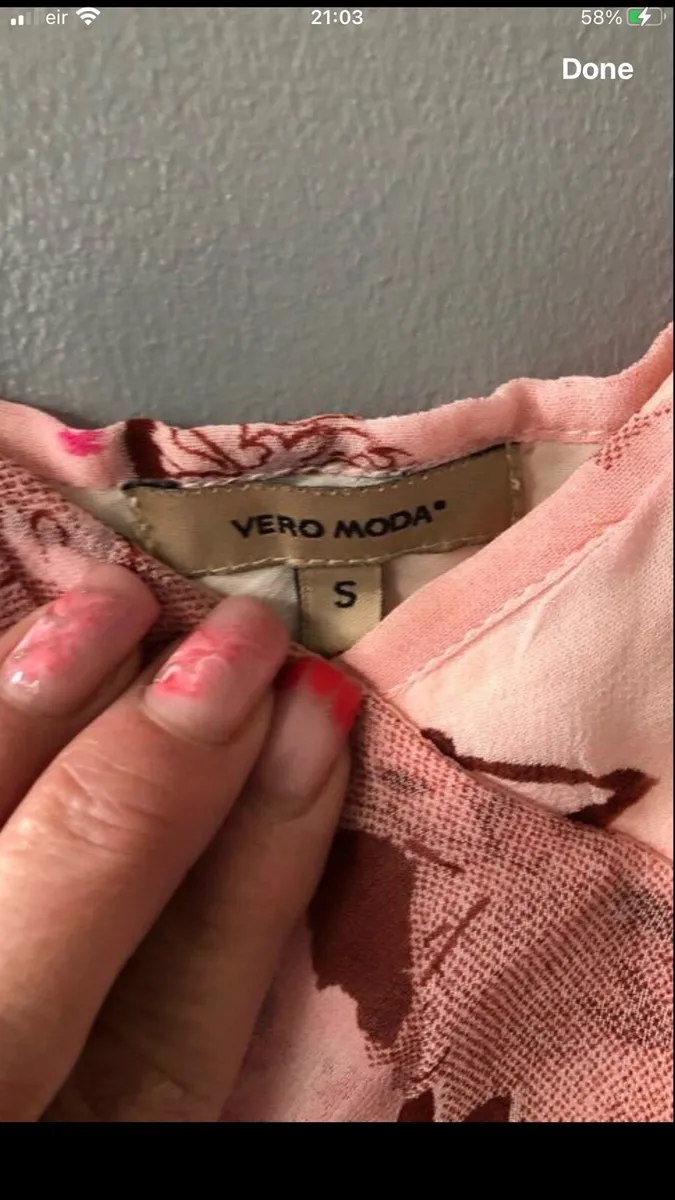 eir 21:03 58%
Done
VERO MODA
S